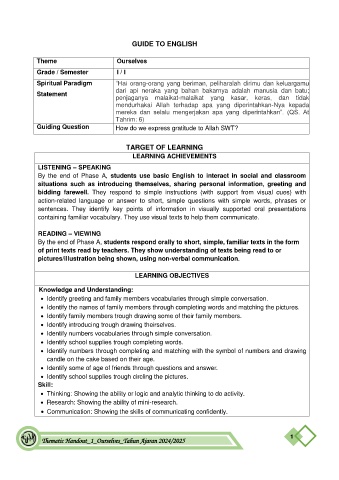 GUIDE TO ENGLISH
Theme Ourselves
Grade / Semester I / I
Spiritual Paradigm Statement
"Hai orang-orang yang beriman, peliharalah dirimu dan keluargamu
dari api neraka yang bahan bakarnya adalah manusia dan batu;
penjaganya malaikat-malaikat yang kasar, keras, dan tidak
mendurhakai Allah terhadap apa yang diperintahkan-Nya kepada
mereka dan selalu mengerjakan apa yang diperintahkan". (QS. At
Tahrim: 6)
Guiding Question How do we express gratitude to Allah SWT?
TARGET OF LEARNING
LEARNING ACHIEVEMENTS
LISTENING – SPEAKING
By the end of Phase A, students use basic English to interact in social and classroom
situations such as introducing themselves, sharing personal information, greeting and
bidding farewell. They respond to simple instructions (with support from visual cues) with
action-related language or answer to short, simple questions with simple words, phrases or
sentences. They identify key points of information in visually supported oral presentations
containing familiar vocabulary. They use visual texts to help them communicate.
READING – VIEWING
By the end of Phase A, students respond orally to short, simple, familiar texts in the form
of print texts read by teachers. They show understanding of texts being read to or
pictures/illustration being shown, using non-verbal communication.
LEARNING OBJECTIVES
Knowledge and Understanding:
• Identify greeting and family members vocabularies through simple conversation.
• Identify the names of family members through completing words and matching the pictures.
• Identify family members trough drawing some of their family members.
• Identify introducing trough drawing theirselves.
• Identify numbers vocabularies through simple conversation.
• Identify school supplies trough completing words.
• Identify numbers through completing and matching with the symbol of numbers and drawing
candle on the cake based on their age.
• Identify some of age of friends through questions and answer.
• Identify school supplies trough circling the pictures.
Skill:
• Thinking: Showing the ability or logic and analytic thinking to do activity.
• Research: Showing the ability of mini-research.
• Communication: Showing the skills of communicating confidently.
Thematic Handout_1_Ourselves_Tahun Ajaran 2024/2025
1